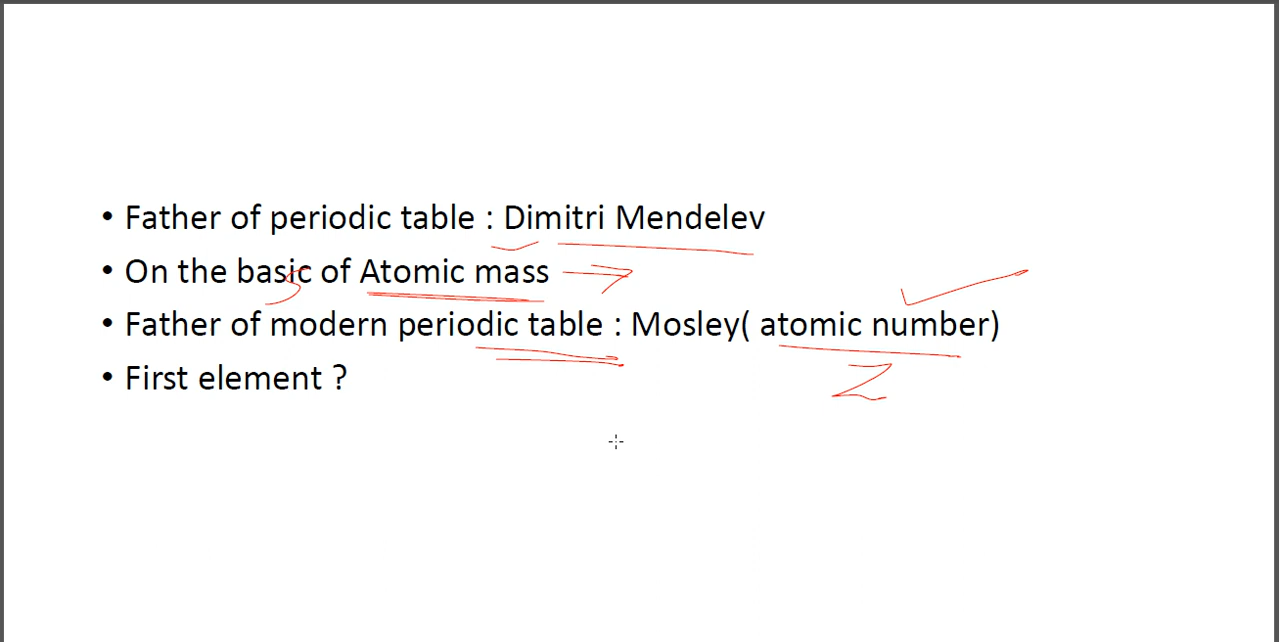 • Father of periodic table : Dimitri Mendelev
• On the basic of Atomic mass
s
• Father of modern periodic table : Mosley( atomic number)
• First element ?
Z